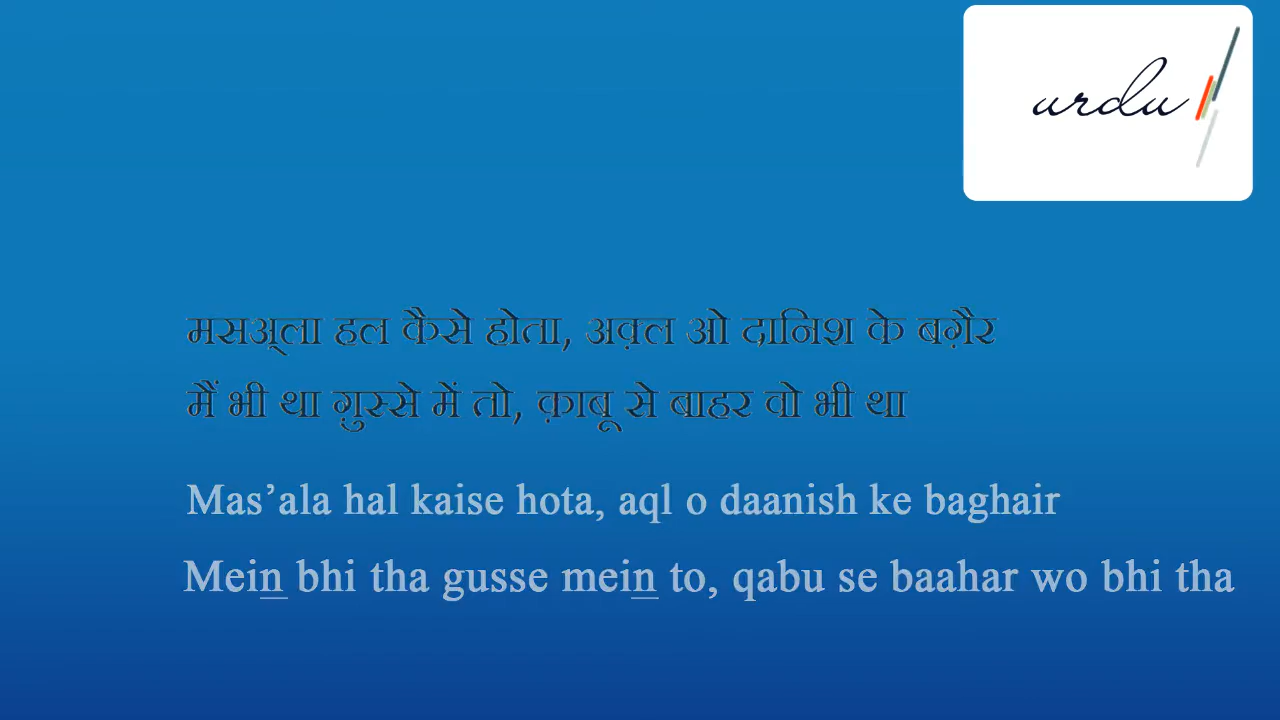 urdu
मसअ्ला हल कैसे होता, अक़्ल ओ दानिश के बग़ैर
मैं भी था ग़ुस्से में तो, क़ाबू से बाहर वो भी था
Mas’ala hal kaise hota, aql o daanish ke baghair
Mein bhi tha gusse mein to, qabu se baahar wo bhi tha